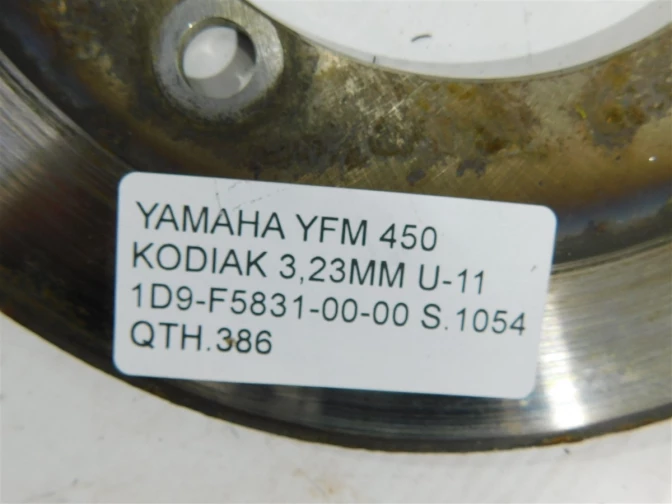 YAMAHA YFM 450
KODIAK 3,23MM U-11
1D9-F5831-00-00 S.1054
QTH.386